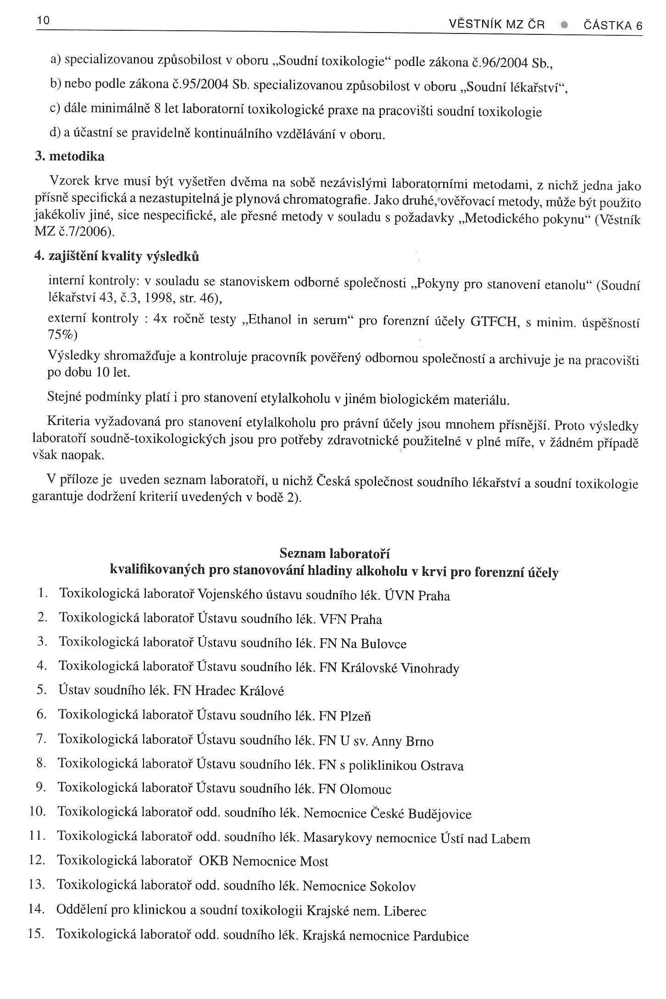 10
VĚSTNÍK MZ ČR ● ČÁSTKA 6
a) specializovanou způsobilost v oboru „Soudní toxikologie“ podle zákona č.96/2004 Sb.,
b) nebo podle zákona č.95/2004 Sb. specializovanou způsobilost v oboru „Soudní lékařství“,
c) dále minimálně 8 let laboratorní toxikologické praxe na pracovišti soudní toxikologie
d) a účastní se pravidelně kontinuálního vzdělávání v oboru.
3. metodika
Vzorek krve musí být vyšetřen dvěma na sobě nezávislými laboratorními metodami, z nichž jedna jako
přísně specifická a nezastupitelná je plynová chromatografie. Jako druhé, ověřovací metody, může být použito
jakékoliv jiné, sice nespecifické, ale přesné metody v souladu s požadavky „Metodického pokynu“ (Věstník
MZ č.7/2006).
4. zajištění kvality výsledků
interní kontroly: v souladu se stanoviskem odborné společnosti „Pokyny pro stanovení etanolu“ (Soudní
lékařství 43, č.3, 1998, str. 46),
externí kontroly : 4x ročně testy „Ethanol in serum“ pro forenzní účely GTFCH, s minim. úspěšností
75%)
Výsledky shromažďuje a kontroluje pracovník pověřený odbornou společností a archivuje je na pracovišti
po dobu 10 let.
Stejné podmínky platí i pro stanovení etylalkoholu v jiném biologickém materiálu.
Kriteria vyžadovaná pro stanovení etylalkoholu pro právní účely jsou mnohem přísnější. Proto výsledky
laboratoří soudně-toxikologických jsou pro potřeby zdravotnické použitelné v plné míře, v žádném případě
však naopak.
V příloze je uveden seznam laboratoří, u nichž Česká společnost soudního lékařství a soudní toxikologie
garantuje dodržení kriterií uvedených v bodě 2).
Seznam laboratoří
kvalifikovaných pro stanovování hladiny alkoholu v krvi pro forenzní účely
1. Toxikologická laboratoř Vojenského ústavu soudního lék. ÚVN Praha
2. Toxikologická laboratoř Ústavu soudního lék. VFN Praha
3. Toxikologická laboratoř Ústavu soudního lék. FN Na Bulovce
4. Toxikologická laboratoř Ústavu soudního lék. FN Královské Vinohrady
5. Ústav soudního lék. FN Hradec Králové
6. Toxikologická laboratoř Ústavu soudního lék. FN Plzeň
7. Toxikologická laboratoř Ústavu soudního lék. FN U sv. Anny Brno
8. Toxikologická laboratoř Ústavu soudního lék. FN s poliklinikou Ostrava
9. Toxikologická laboratoř Ústavu soudního lék. FN Olomouc
10. Toxikologická laboratoř odd. soudního lék. Nemocnice České Budějovice
11. Toxikologická laboratoř odd. soudního lék. Masarykovy nemocnice Ústí nad Labem
12. Toxikologická laboratoř OKB Nemocnice Most
13. Toxikologická laboratoř odd. soudního lék. Nemocnice Sokolov
14. Oddělení pro klinickou a soudní toxikologii Krajské nem. Liberec
15. Toxikologická laboratoř odd. soudního lék. Krajská nemocnice Pardubice